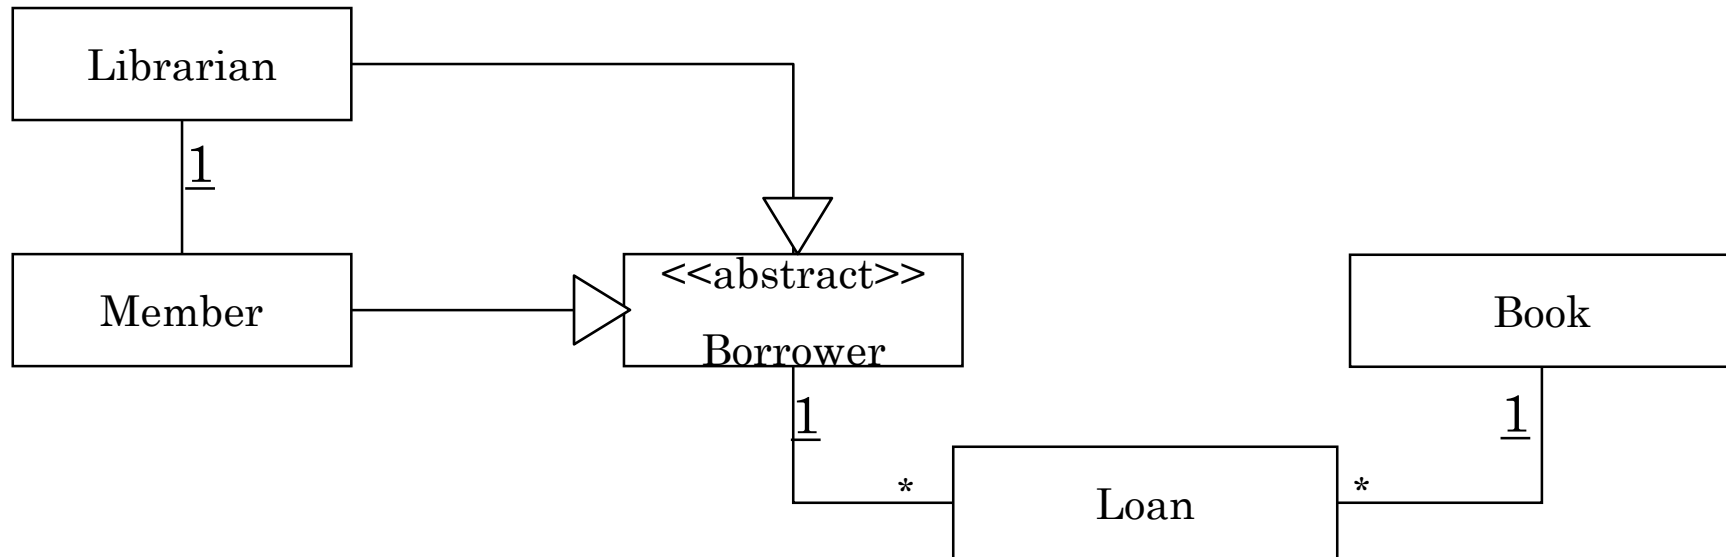 Librarian
1
Member
<<abstract>>
Borrower
Book
1
1
*
*
Loan